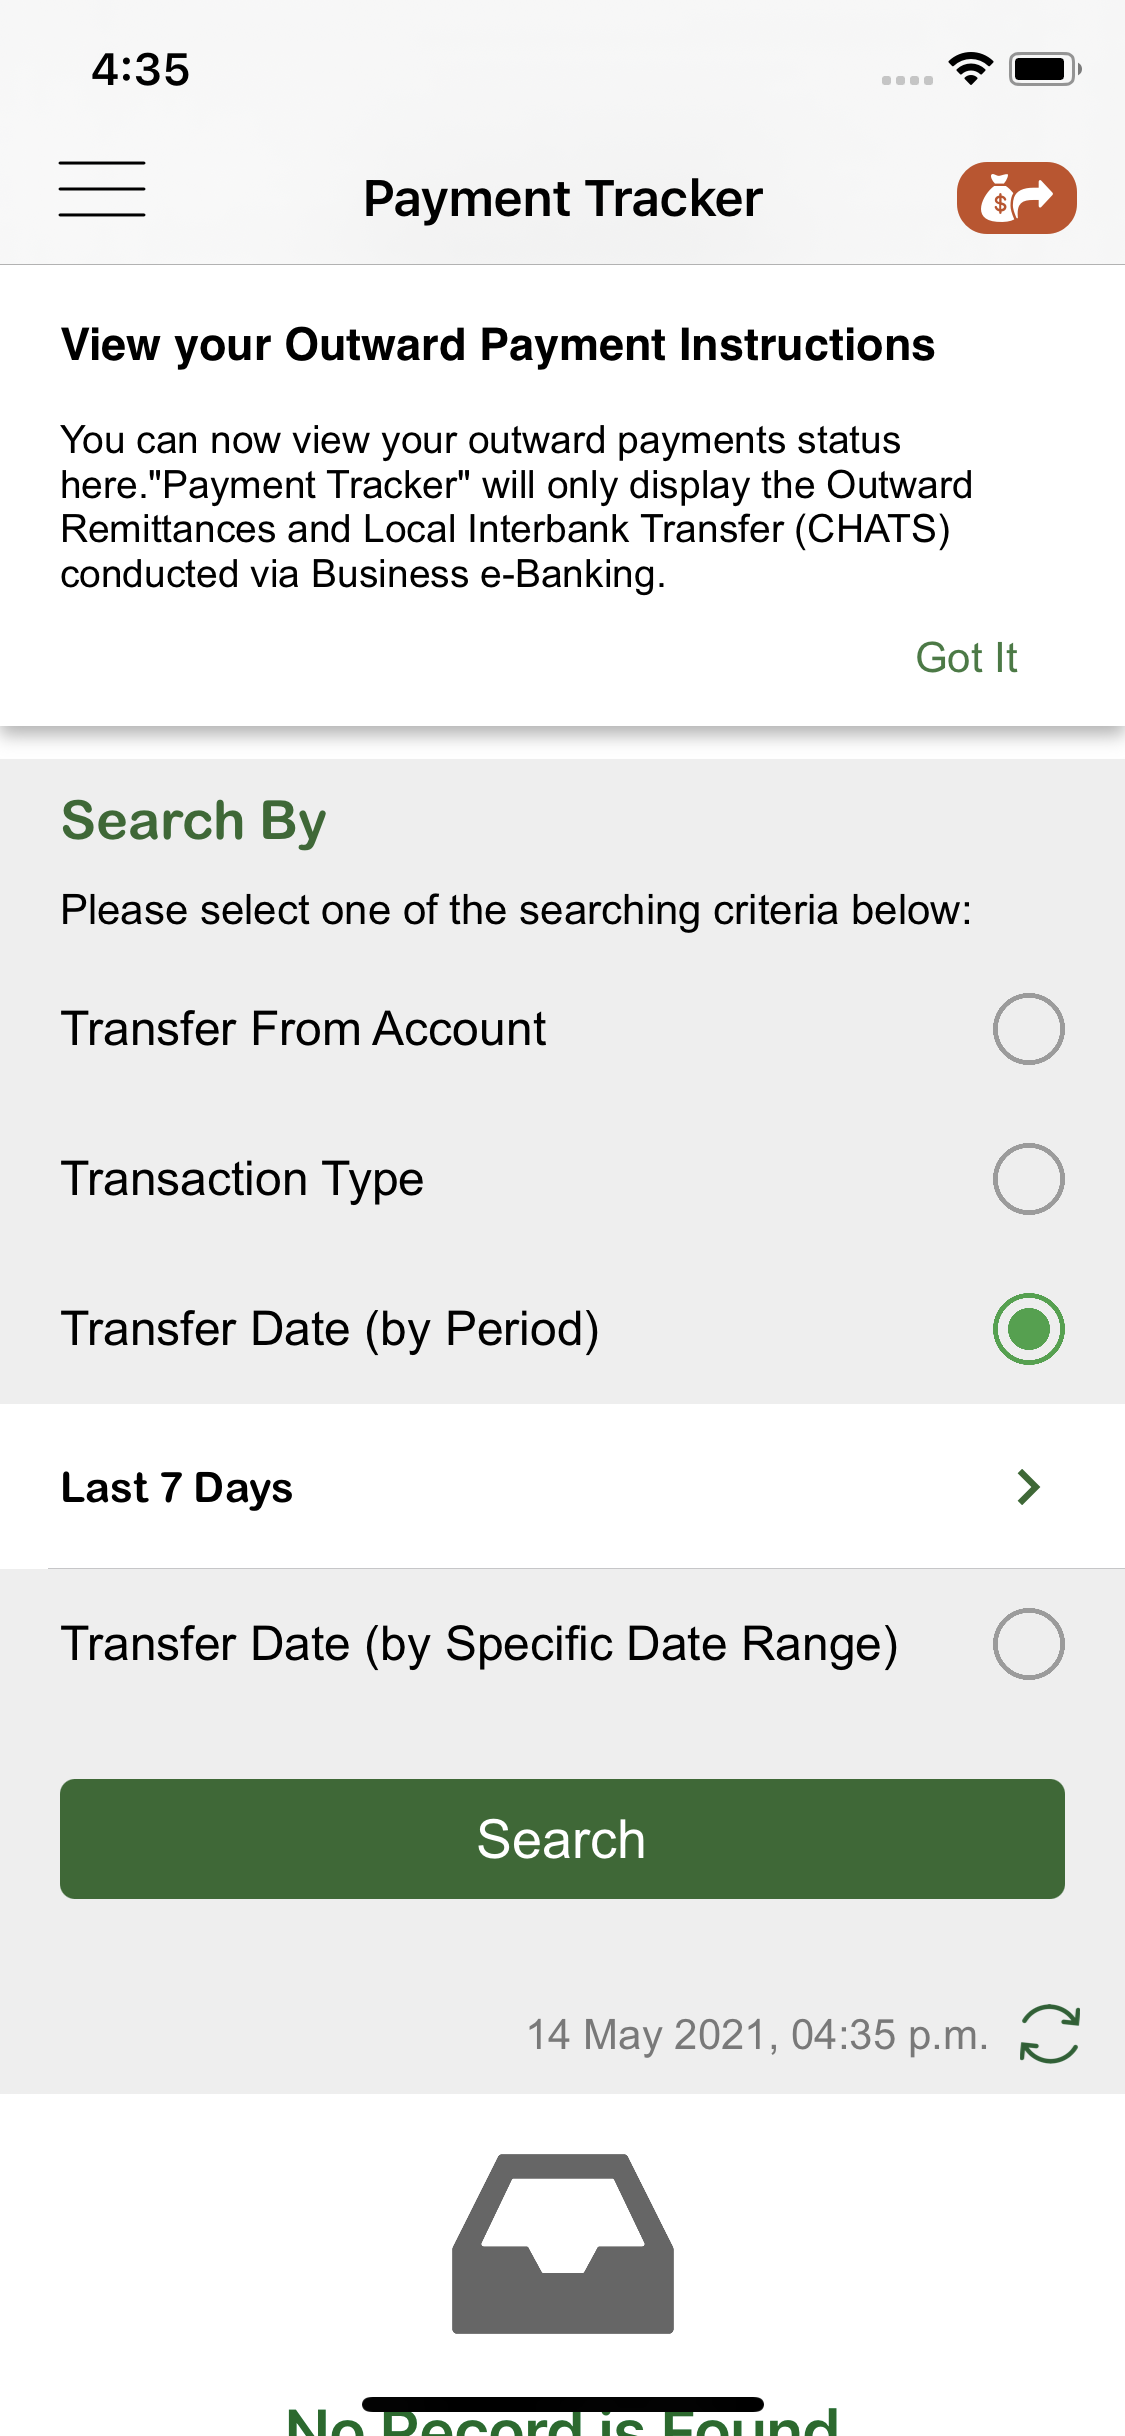 4:35
Payment Tracker
$
View your Outward Payment Instructions
You can now view your outward payments status
here."Payment Tracker" will only display the Outward
Remittances and Local Interbank Transfer (CHATS)
conducted via Business e-Banking.
Got It
Search By
Please select one of the searching criteria below:
Transfer From Account
Transaction Type
Transfer Date (by Period)
Last 7 Days
Transfer Date (by Specific Date Range)
Search
14 May 2021, 04:35 p.m.
No Record is Found